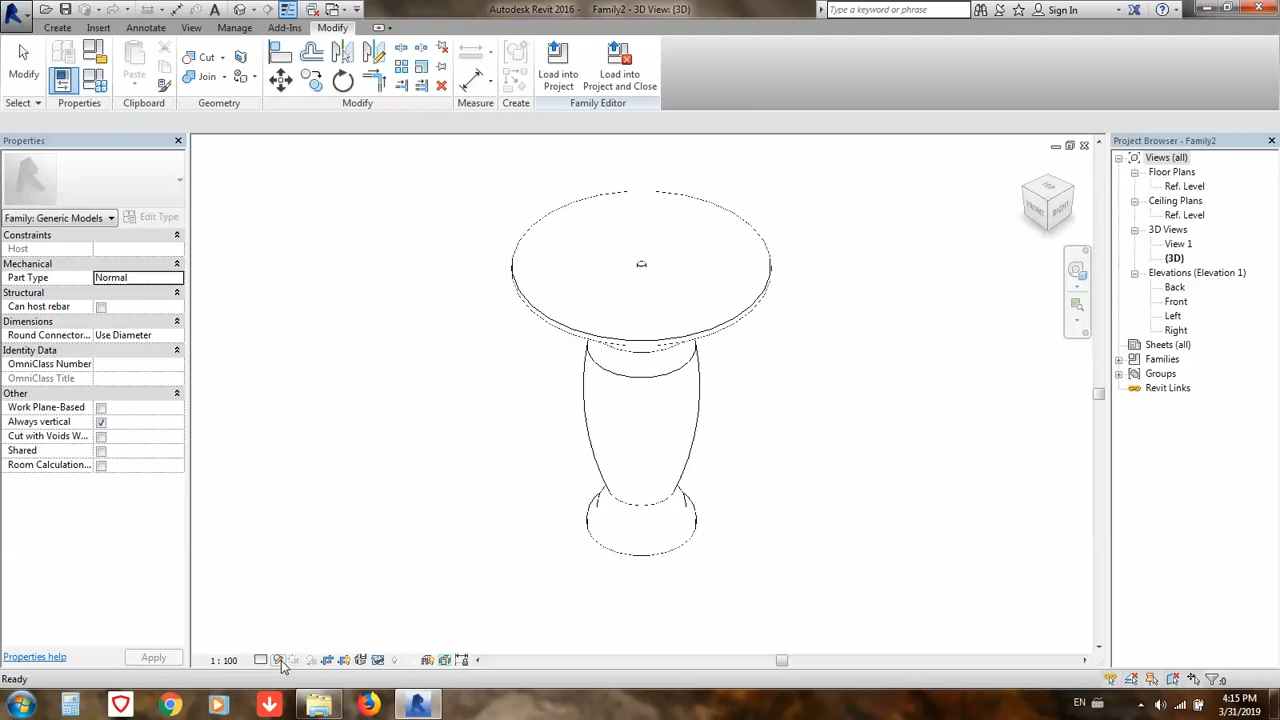 Autodesk Revit 2016 - Family2 - 3D View: {3D}
Type a keyword or phrase
Sign In
Create
Insert
Annotate
View
Manage
Add-Ins
Modify
Modify
Paste
Cut
Join
Load into
Project
Load into
Project and Close
Select
Properties
Clipboard
Geometry
Modify
Measure
Create
Family Editor
Properties
Family: Generic Models
Edit Type
Constraints
Host
Mechanical
Part Type
Normal
Structural
Can host rebar
Dimensions
Round Connector...
Use Diameter
Identity Data
OmniClass Number
OmniClass Title
Other
Work Plane-Based
Always vertical
Cut with Voids W...
Shared
Room Calculation...
Properties help
Apply
TOP
FRONT
RIGHT
Project Browser - Family2
Views (all)
Floor Plans
Ref. Level
Ceiling Plans
Ref. Level
3D Views
View 1
{3D}
Elevations (Elevation 1)
Back
Front
Left
Right
Sheets (all)
Families
Groups
Revit Links
1 : 100
Ready
:0
EN
4:15 PM
3/31/2019